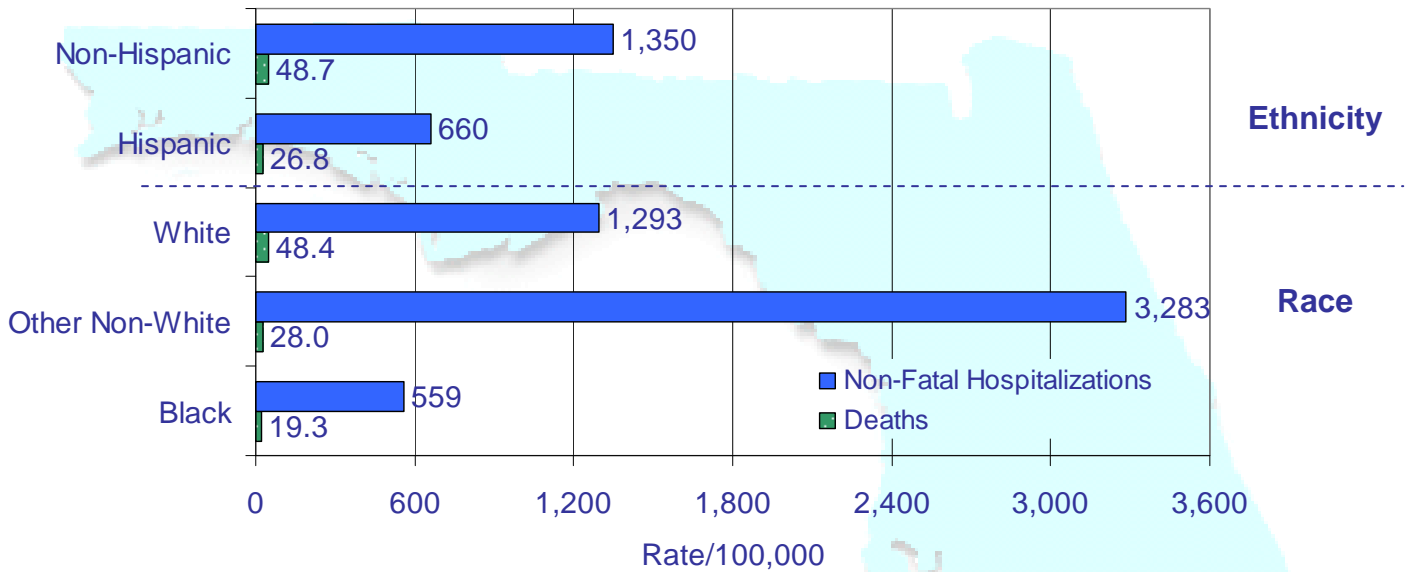 Non-Hispanic
1,350
48.7
Hispanic
660
26.8
Ethnicity
White
1,293
48.4
Other Non-White
3,283
28.0
Race
Black
559
19.3
Non-Fatal Hospitalizations
Deaths
0 600 1,200 1,800 2,400 3,000 3,600
Rate/100,000